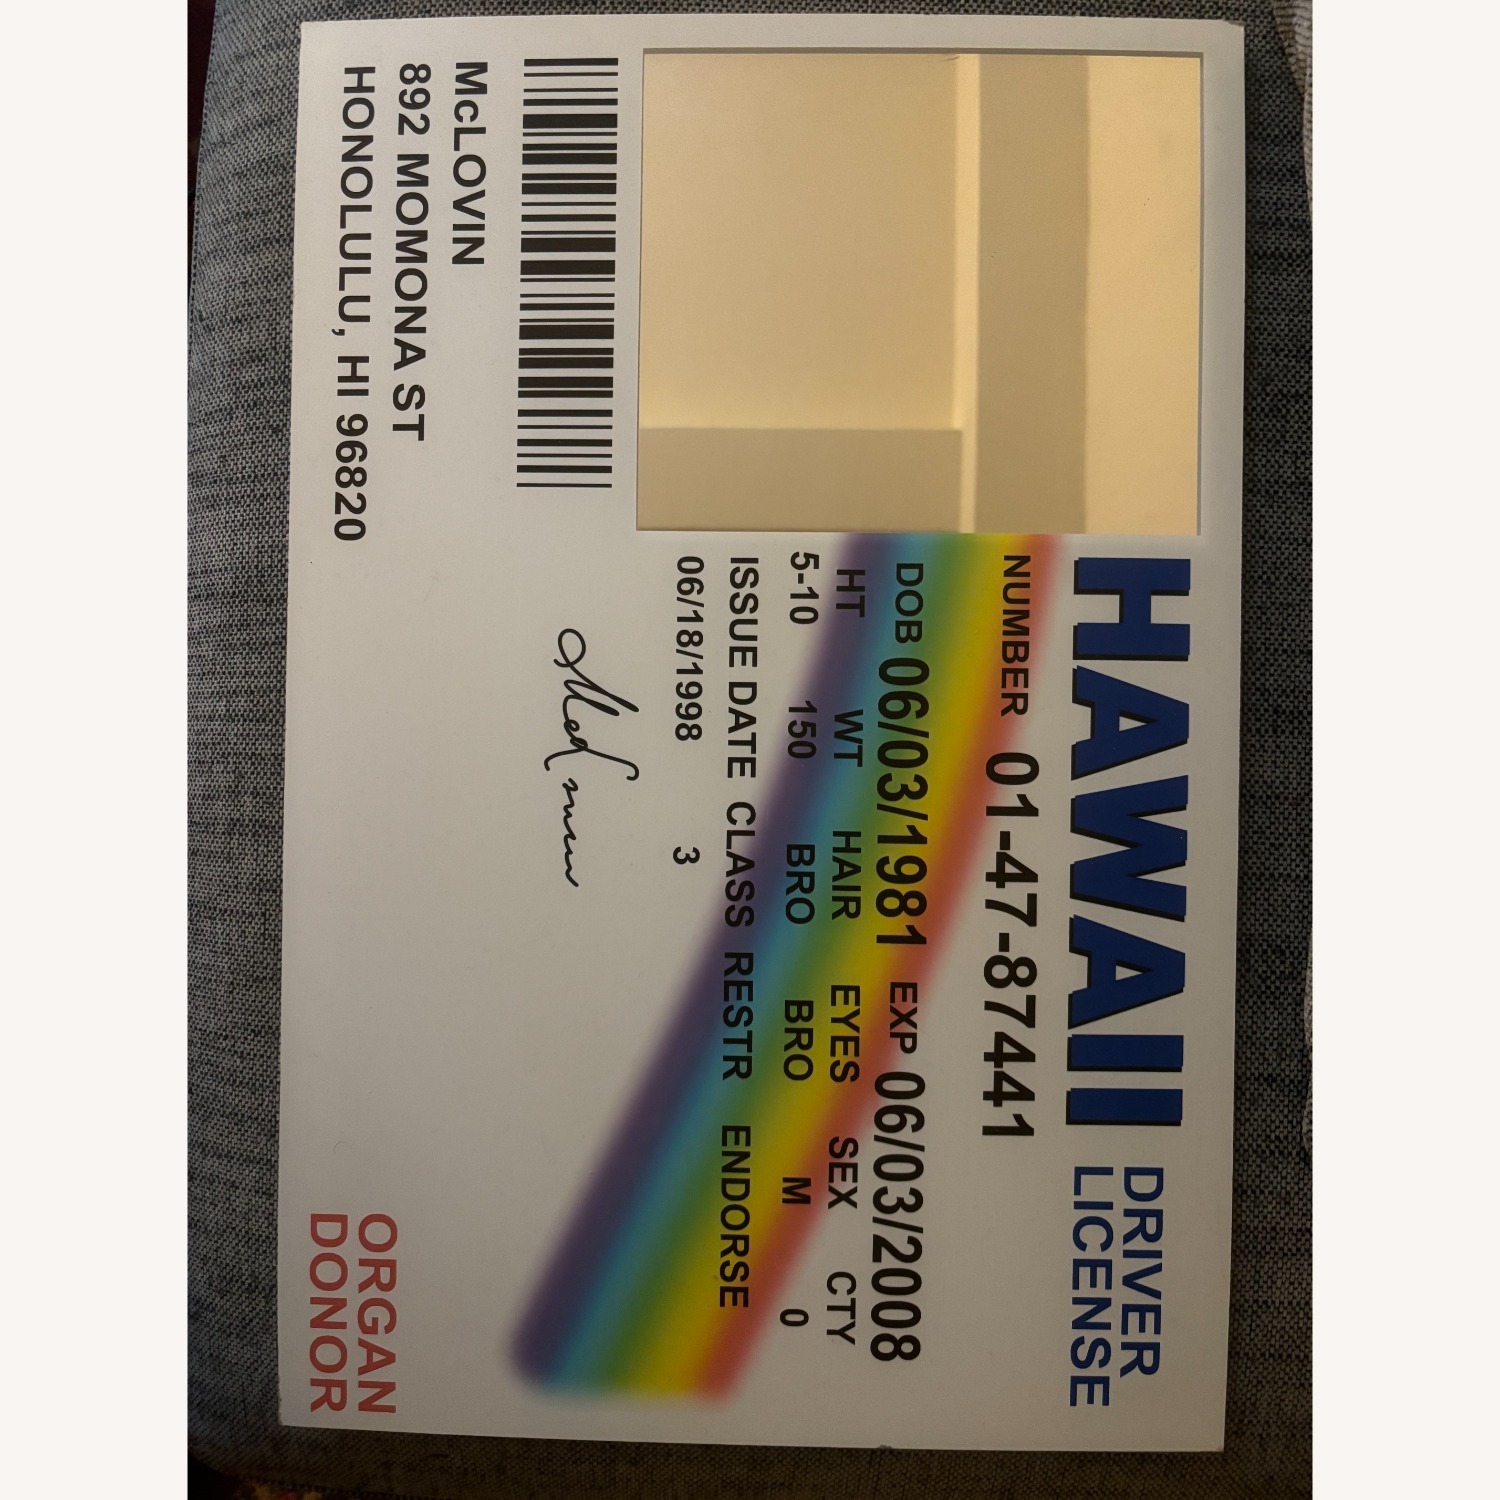 HAWAII DRIVER LICENSE
NUMBER 01-47-87441
DOB 06/03/1981 EXP 06/03/2008
HT WT HAIR EYES SEX CTY
5-10 150 BRO BRO M 0
ISSUE DATE CLASS RESTR ENDORSE
06/18/1998 3
McLOVIN
892 MOMONA ST
HONOLULU, HI 96820
ORGAN
DONOR